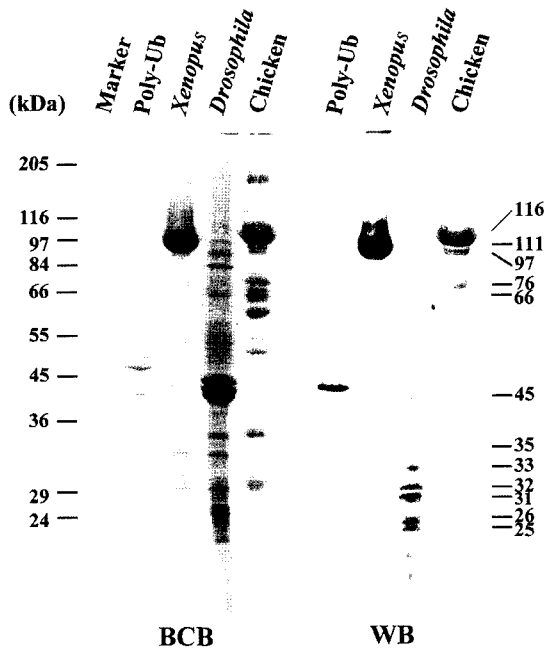 (kDa)
Marker
Poly-Ub
Xenopus
Drosophila
Chicken
Poly-Ub
Xenopus
Drosophila
Chicken
205
116
97
84
66
55
45
36
29
24
116
111
97
76
66
45
35
33
32
31
26
25
BCB
WB